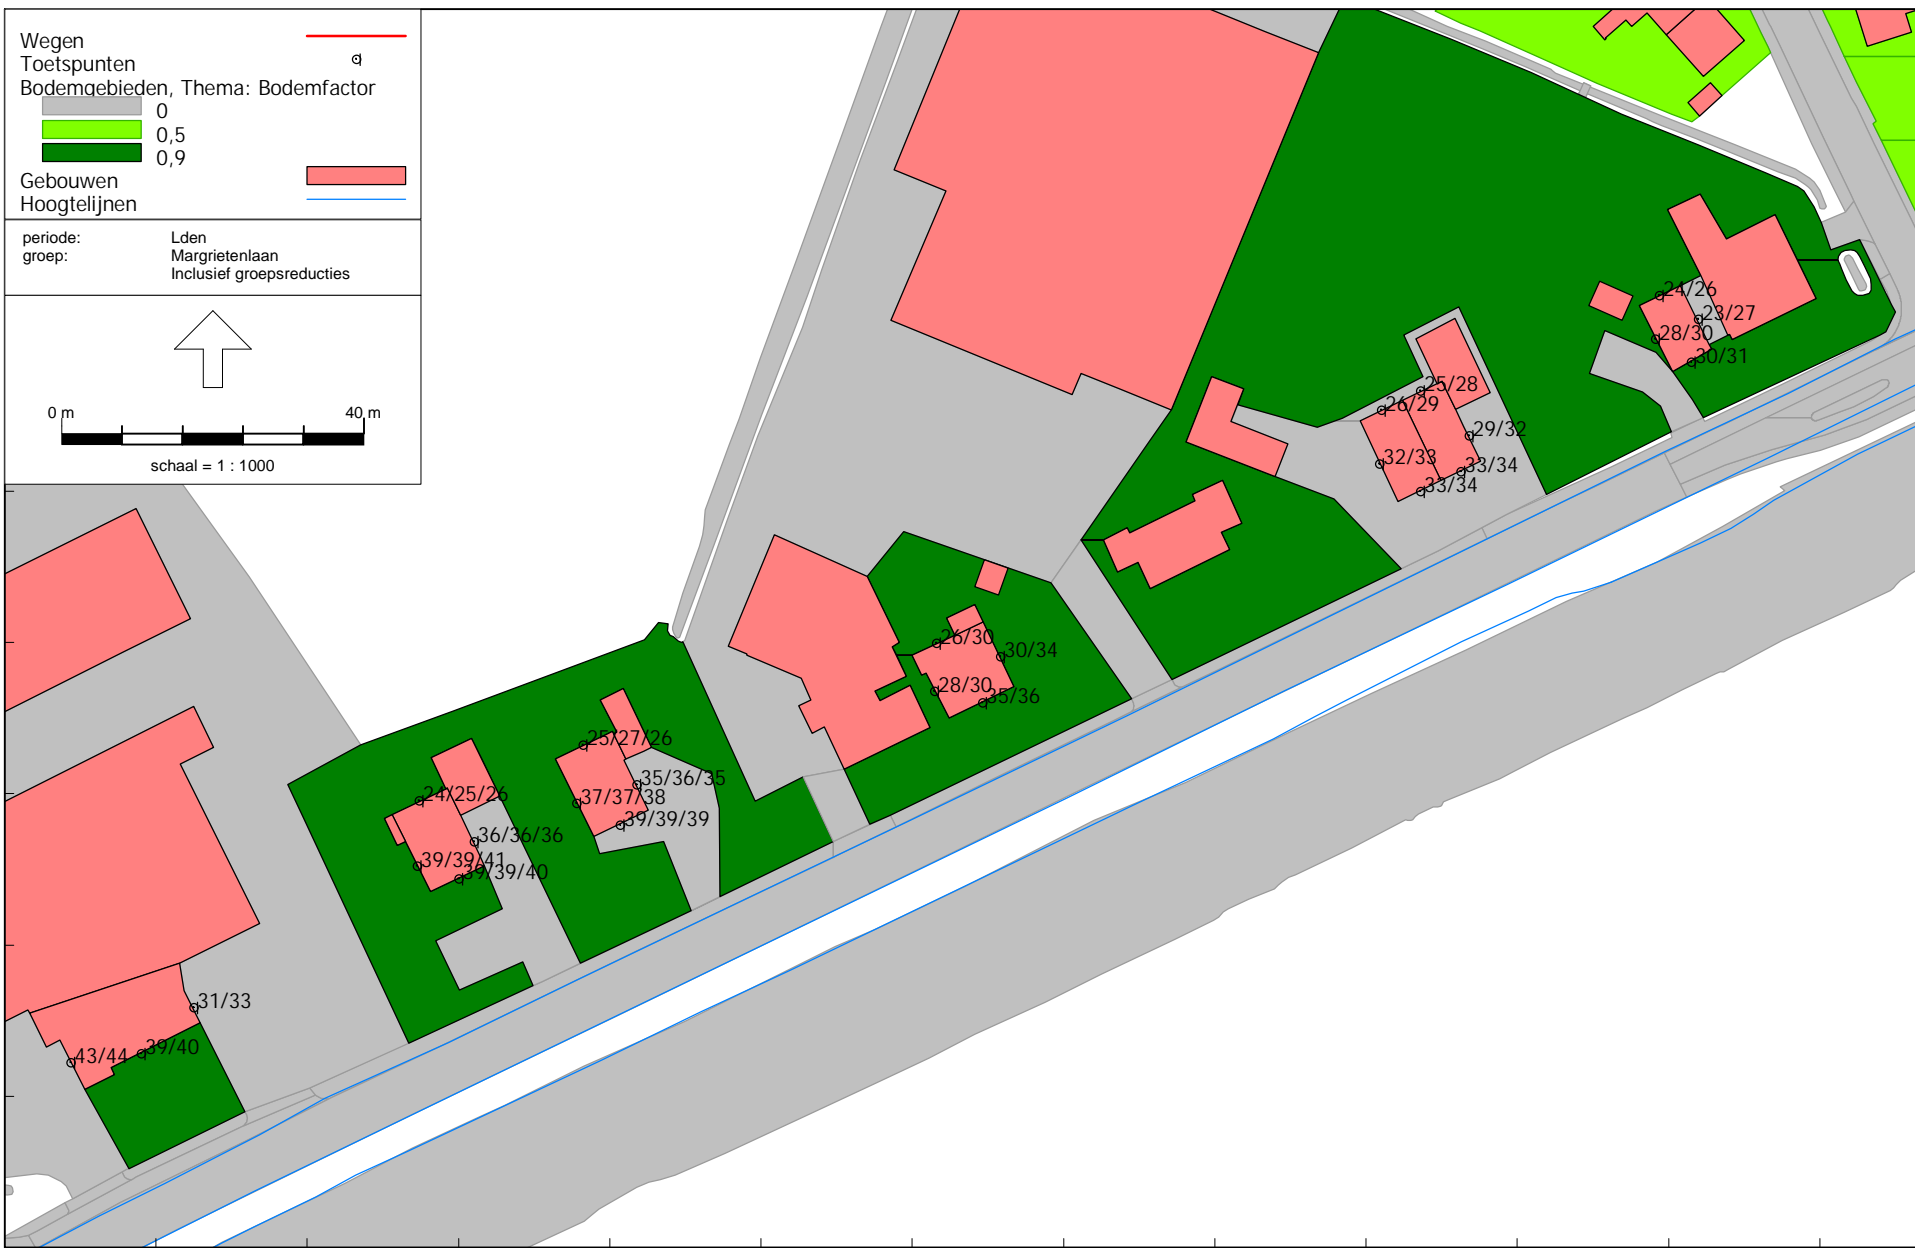 Wegen
Toetspunten
Bodemgebieden, Thema: Bodemfactor
0
0,5
0,9
Gebouwen
Hoogtelijnen
periode: Lden
groep: Margrietenlaan
Inclusief groepsreducties
0 m 40 m
schaal = 1 : 1000
24/26
23/27
28/30
30/31
25/28
26/29
29/32
32/33
33/34
33/34
26/30
30/34
28/30
35/36
25/27/26
35/36/35
37/37/38
39/39/39
24/25/26
36/36/36
39/39/41
39/39/40
31/33
39/40
43/44